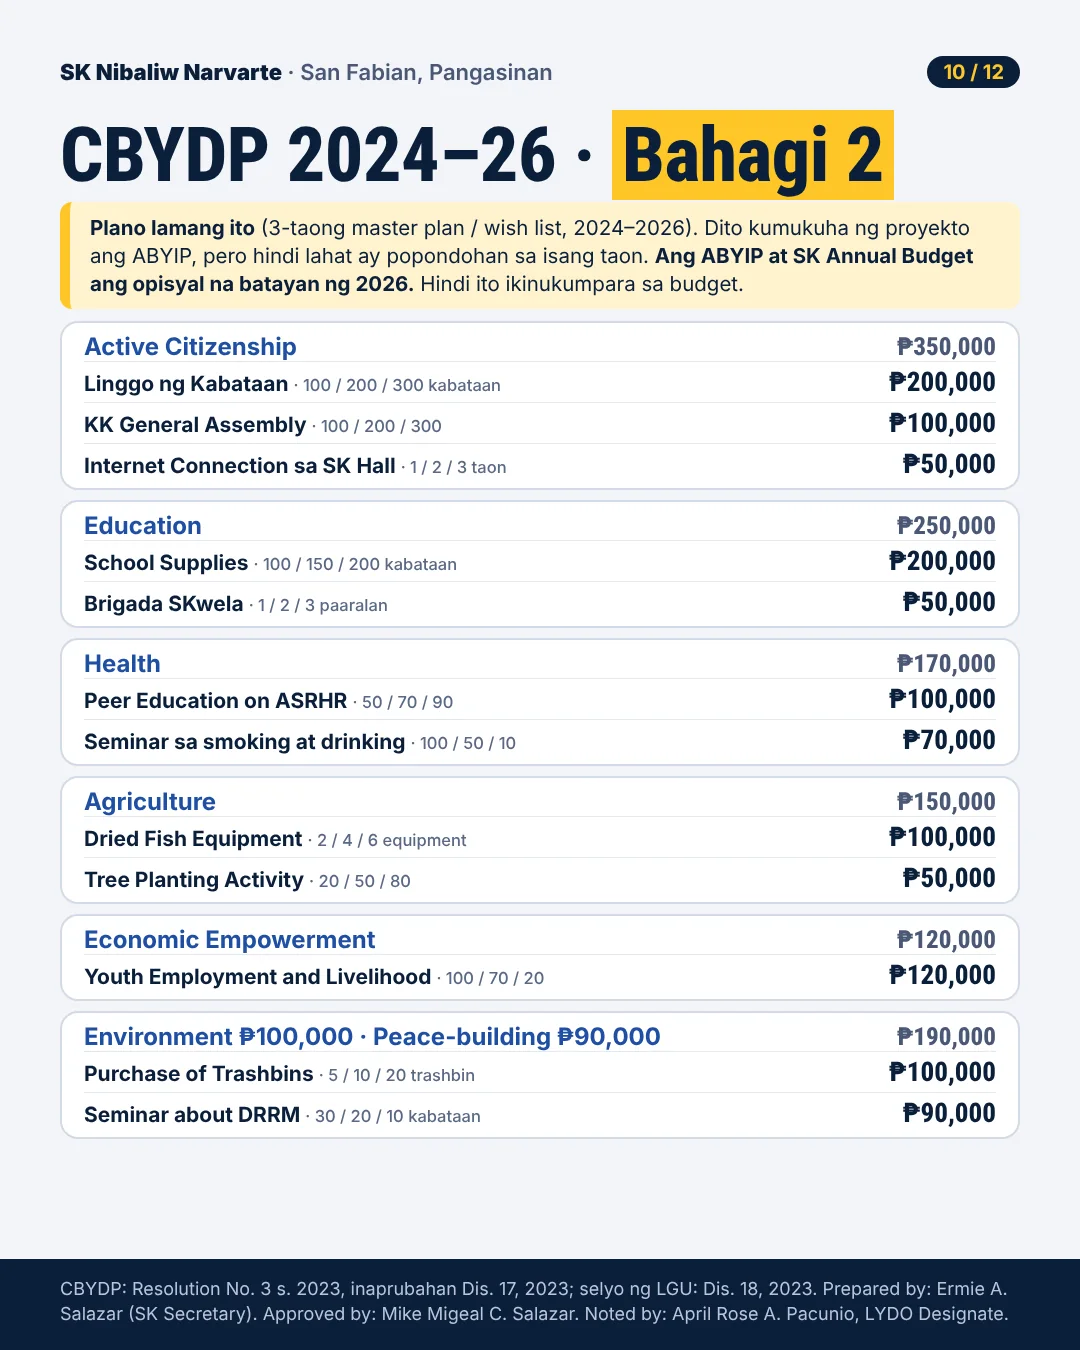 SK Nibaliw Narvarte · San Fabian, Pangasinan
10 / 12
CBYDP 2024–26 · Bahagi 2
Plano lamang ito (3-taong master plan / wish list, 2024–2026). Dito kumukuha ng proyekto
ang ABYIP, pero hindi lahat ay popondohan sa isang taon. Ang ABYIP at SK Annual Budget
ang opisyal na batayan ng 2026. Hindi ito ikinukumpara sa budget.
Active Citizenship ₱350,000
Linggo ng Kabataan · 100 / 200 / 300 kabataan ₱200,000
KK General Assembly · 100 / 200 / 300 ₱100,000
Internet Connection sa SK Hall · 1 / 2 / 3 taon ₱50,000
Education ₱250,000
School Supplies · 100 / 150 / 200 kabataan ₱200,000
Brigada SKwela · 1 / 2 / 3 paaralan ₱50,000
Health ₱170,000
Peer Education on ASRHR · 50 / 70 / 90 ₱100,000
Seminar sa smoking at drinking · 100 / 50 / 10 ₱70,000
Agriculture ₱150,000
Dried Fish Equipment · 2 / 4 / 6 equipment ₱100,000
Tree Planting Activity · 20 / 50 / 80 ₱50,000
Economic Empowerment ₱120,000
Youth Employment and Livelihood · 100 / 70 / 20 ₱120,000
Environment ₱100,000 · Peace-building ₱90,000 ₱190,000
Purchase of Trashbins · 5 / 10 / 20 trashbin ₱100,000
Seminar about DRRM · 30 / 20 / 10 kabataan ₱90,000
CBYDP: Resolution No. 3 s. 2023, inaprubahan Dis. 17, 2023; selyo ng LGU: Dis. 18, 2023. Prepared by: Ermie A.
Salazar (SK Secretary). Approved by: Mike Migeal C. Salazar. Noted by: April Rose A. Pacunio, LYDO Designate.